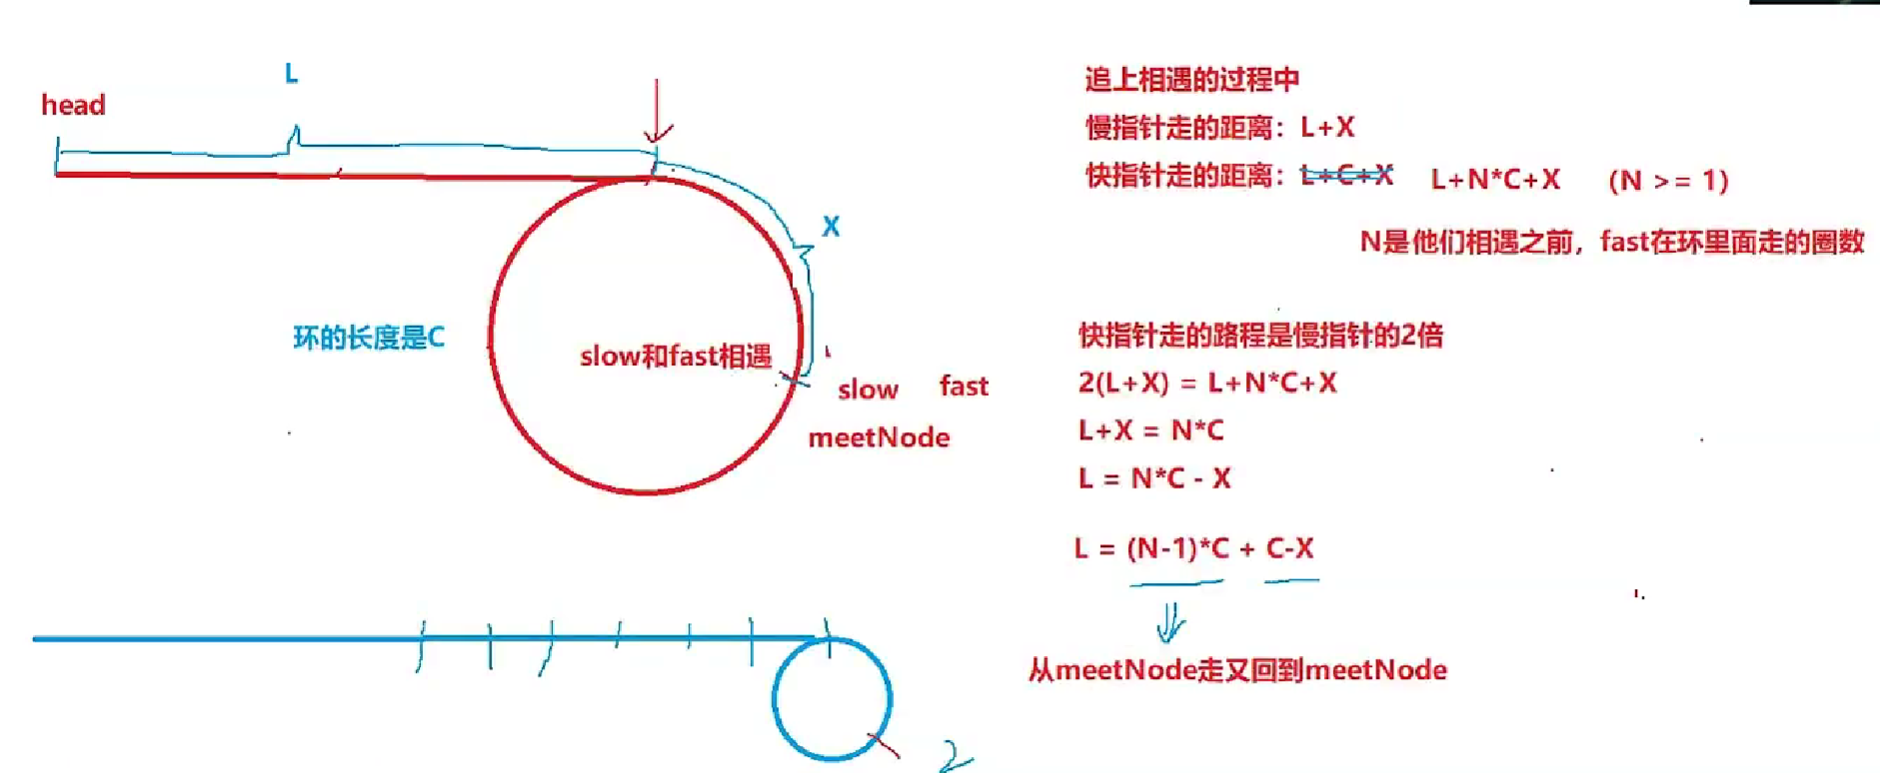 L
head
X
环的长度是C
slow和fast相遇
slow fast
meetNode
2
追上相遇的过程中
慢指针走的距离：L+X
快指针走的距离：L+C+X L+N*C+X （N >= 1）
N是他们相遇之前，fast在环里面走的圈数
快指针走的路程是慢指针的2倍
2(L+X) = L+N*C+X
L+X = N*C
L = N*C - X
L = (N-1)*C + C-X
从meetNode走又回到meetNode